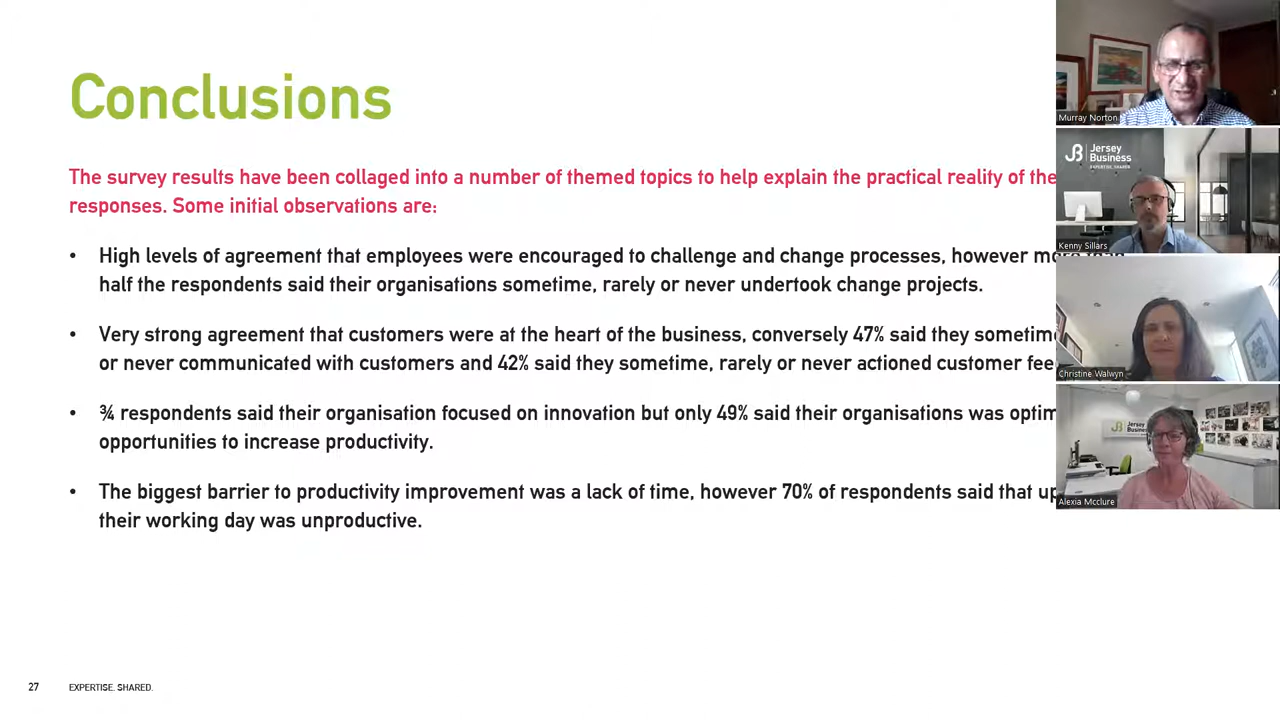 Conclusions
The survey results have been collaged into a number of themed topics to help explain the practical reality of the
responses. Some initial observations are:
• High levels of agreement that employees were encouraged to challenge and change processes, however more than
half the respondents said their organisations sometime, rarely or never undertook change projects.
• Very strong agreement that customers were at the heart of the business, conversely 47% said they
or never communicated with customers and 42% said they sometime, rarely or never actioned customer
• ¾ respondents said their organisation focused on innovation but only 49% said their organisations was
opportunities to increase productivity.
• The biggest barrier to productivity improvement was a lack of time, however 70% of respondents said that
their working day was unproductive.
27
EXPERTISE. SHARED.
Murray Norton
Jersey
Business
EXPERTISE. SHARED.
Kenny Sillars
Christine Walwyn
Jersey
Business
Alexia Mcclure